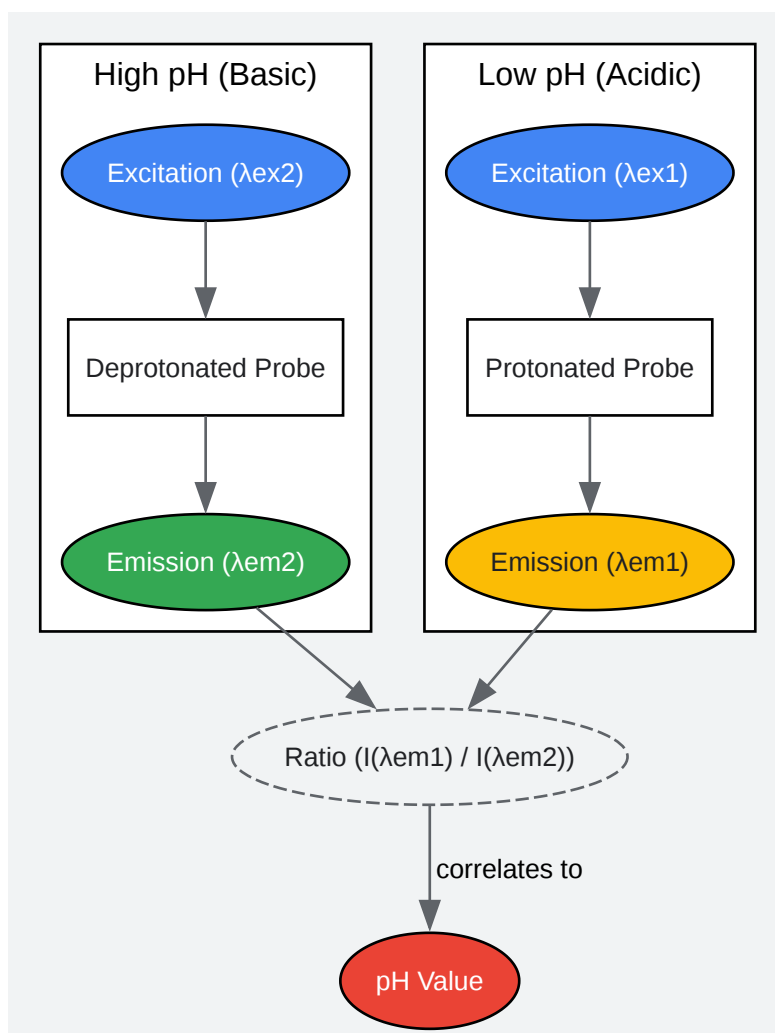 High pH (Basic)
Excitation (λex2)
Deprotonated Probe
Emission (λem2)
Low pH (Acidic)
Excitation (λex1)
Protonated Probe
Emission (λem1)
Ratio (I(λem1) / I(λem2))
correlates to
pH Value